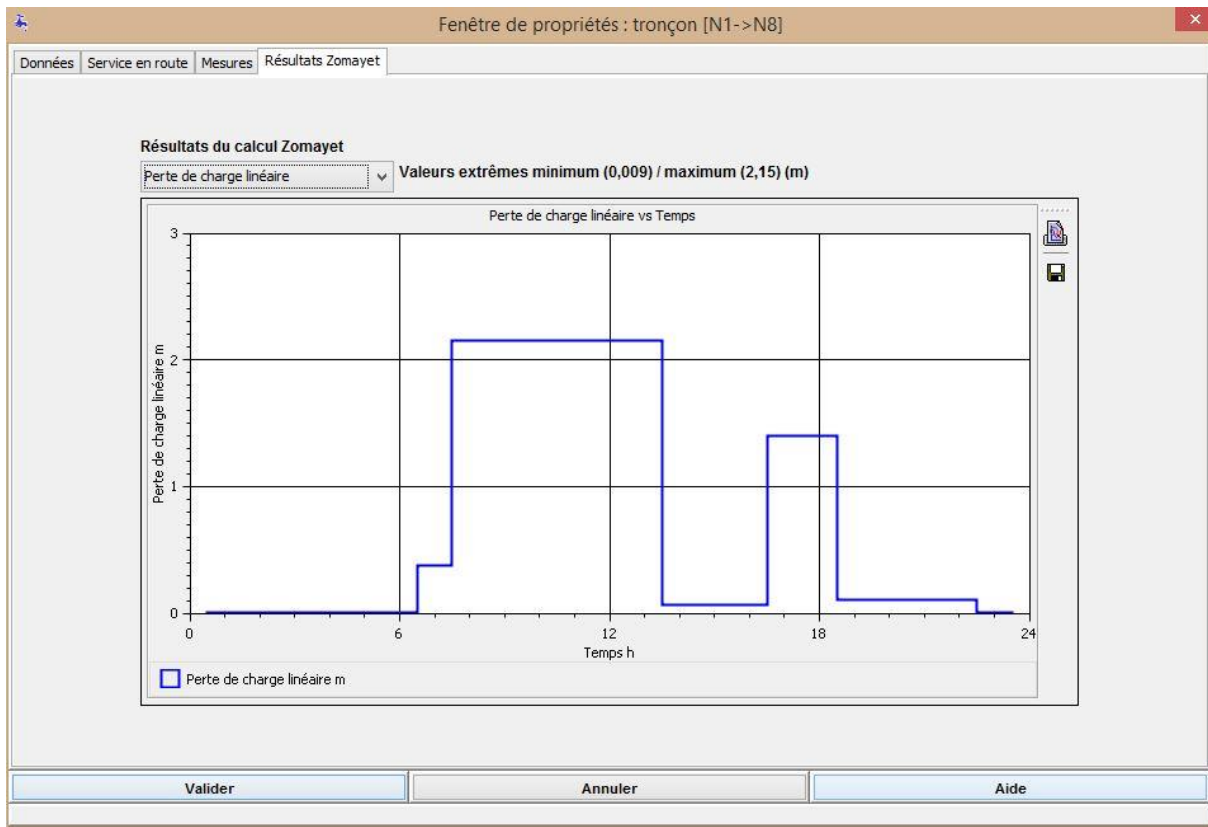 Fenêtre de propriétés : tronçon [N1->N8]
Données Service en route Mesures Résultats Zomayet
Résultats du calcul Zomayet
Perte de charge linéaire Valeurs extrêmes minimum (0,009) / maximum (2,15) (m)
Perte de charge linéaire vs Temps
Perte de charge linéaire m
3
2
1
0
0 6 12 18 24
Temps h
Perte de charge linéaire m
Valider Annuler Aide